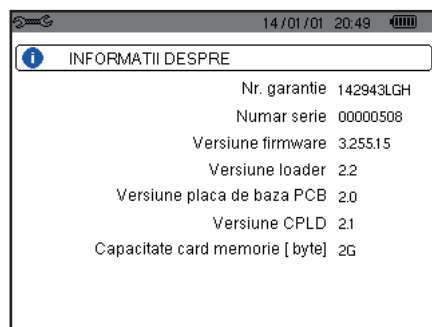 14/01/01 20:49
INFORMATII DESPRE
Nr. garantie 142943LGH
Numar serie 00000508
Versiune firmware 3.255.15
Versiune loader 2.2
Versiune placa de baza PCB 2.0
Versiune CPLD 2.1
Capacitate card memorie [byte] 2G